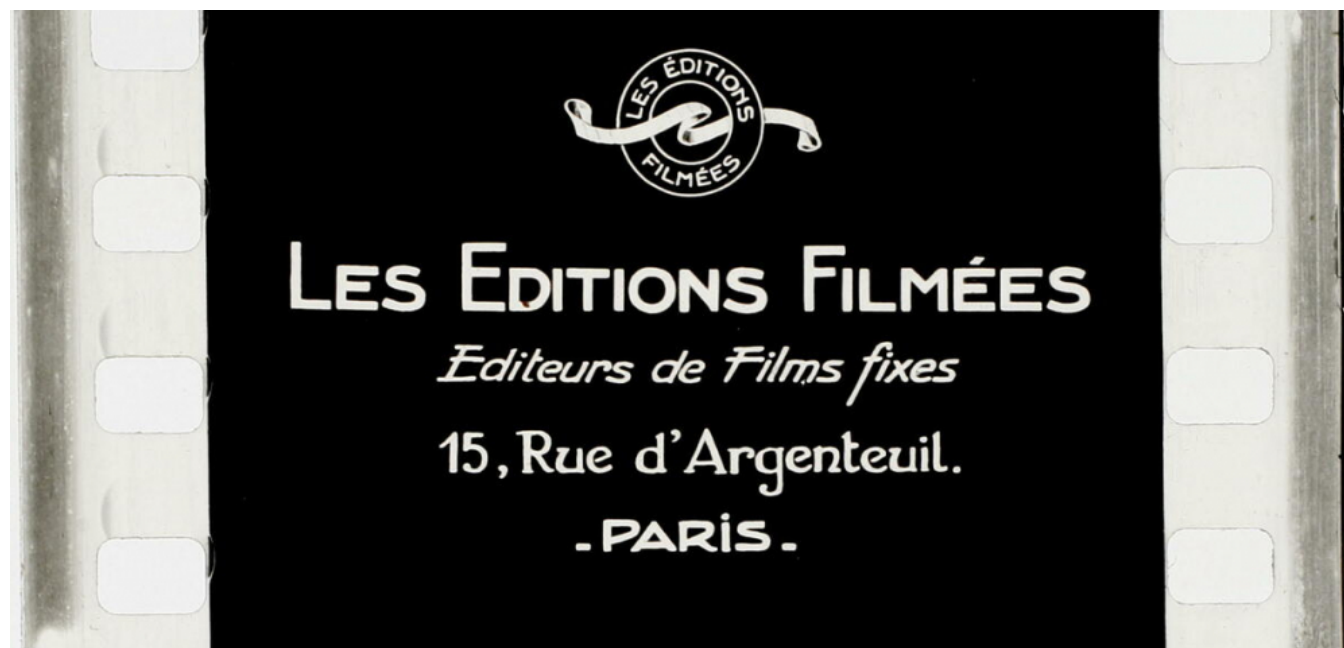 LES ÉDITIONS
FILMÉES
LES EDITIONS FILMÉES
Editeurs de Films fixes
15, Rue d'Argenteuil.
- PARIS -